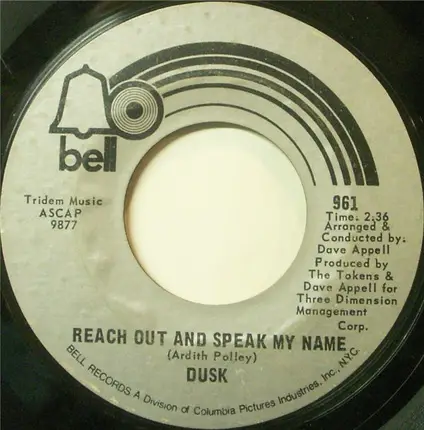 bell
Tridem Music
ASCAP
9877
961
Time: 2:36
Arranged &
Conducted by:
Dave Appell
Produced by
The Tokens &
Dave Appell for
Three Dimension
Management
Corp.
REACH OUT AND SPEAK MY NAME
(Ardith Polley)
DUSK
BELL RECORDS A Division of Columbia Pictures Industries, Inc., N.Y.C.